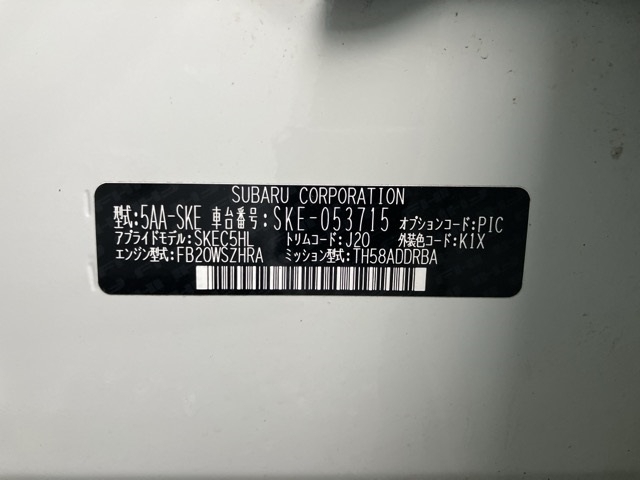 SUBARU CORPORATION
型式:5AA-SKE 車台番号:SKE-053715 オプションコード:PIC
アプライドモデル:SKEC5HL トリムコード:J20 外装色コード:K1X
エンジン型式:FB20WSZHRA ミッション型式:TH58ADDRBA